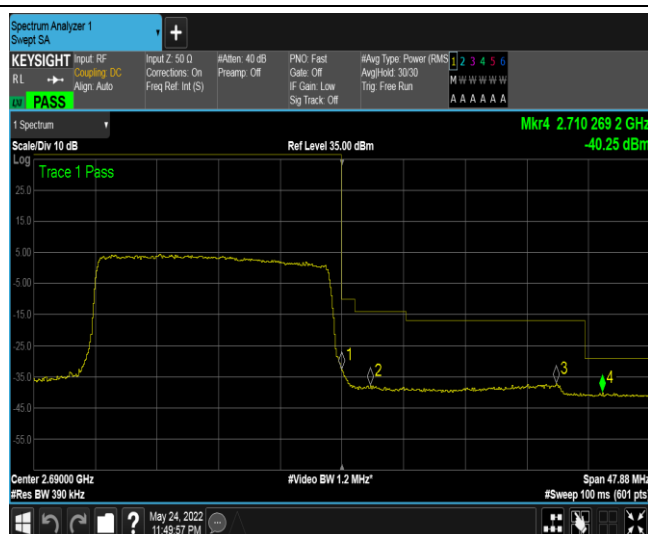 Spectrum Analyzer 1
Swept SA
KEYSIGHT
RL
LXI PASS
Input: RF
Coupling: DC
Align: Auto
Input Z: 50 Ω
Corrections: On
Freq Ref: Int (S)
#Atten: 40 dB
Preamp: Off
PNO: Fast
Gate: Off
IF Gain: Low
Sig Track: Off
#Avg Type: Power (RMS
Avg|Hold: 30/30
Trig: Free Run
1 2 3 4 5 6
M W W W W W
A A A A A A
1 Spectrum
Mkr4 2.710 269 2 GHz
Scale/Div 10 dB
Ref Level 35.00 dBm
-40.25 dBm
Log
Trace 1 Pass
25.0
15.0
5.00
-5.00
-15.0
-25.0
-35.0
-45.0
-55.0
1
2
3
4
Center 2.69000 GHz
#Video BW 1.2 MHz*
Span 47.88 MHz
#Res BW 390 kHz
#Sweep 100 ms (601 pts)
?
May 24, 2022
11:49:57 PM